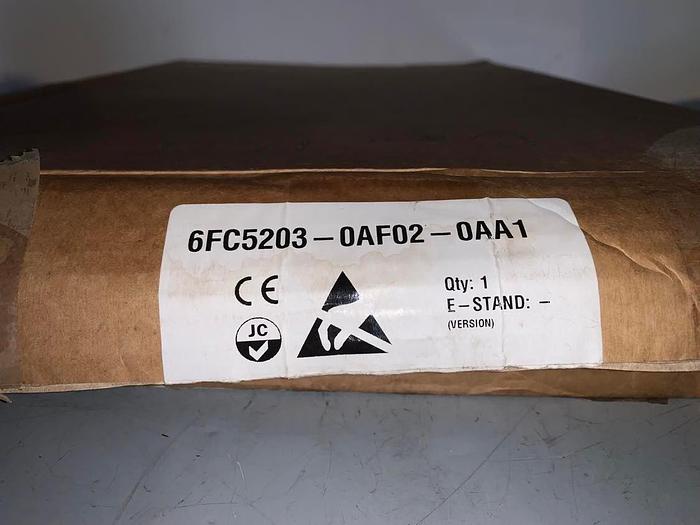 6FC5203-0AF02-0AA1
CE
JC
Qty: 1
E-STAND: -
(VERSION)